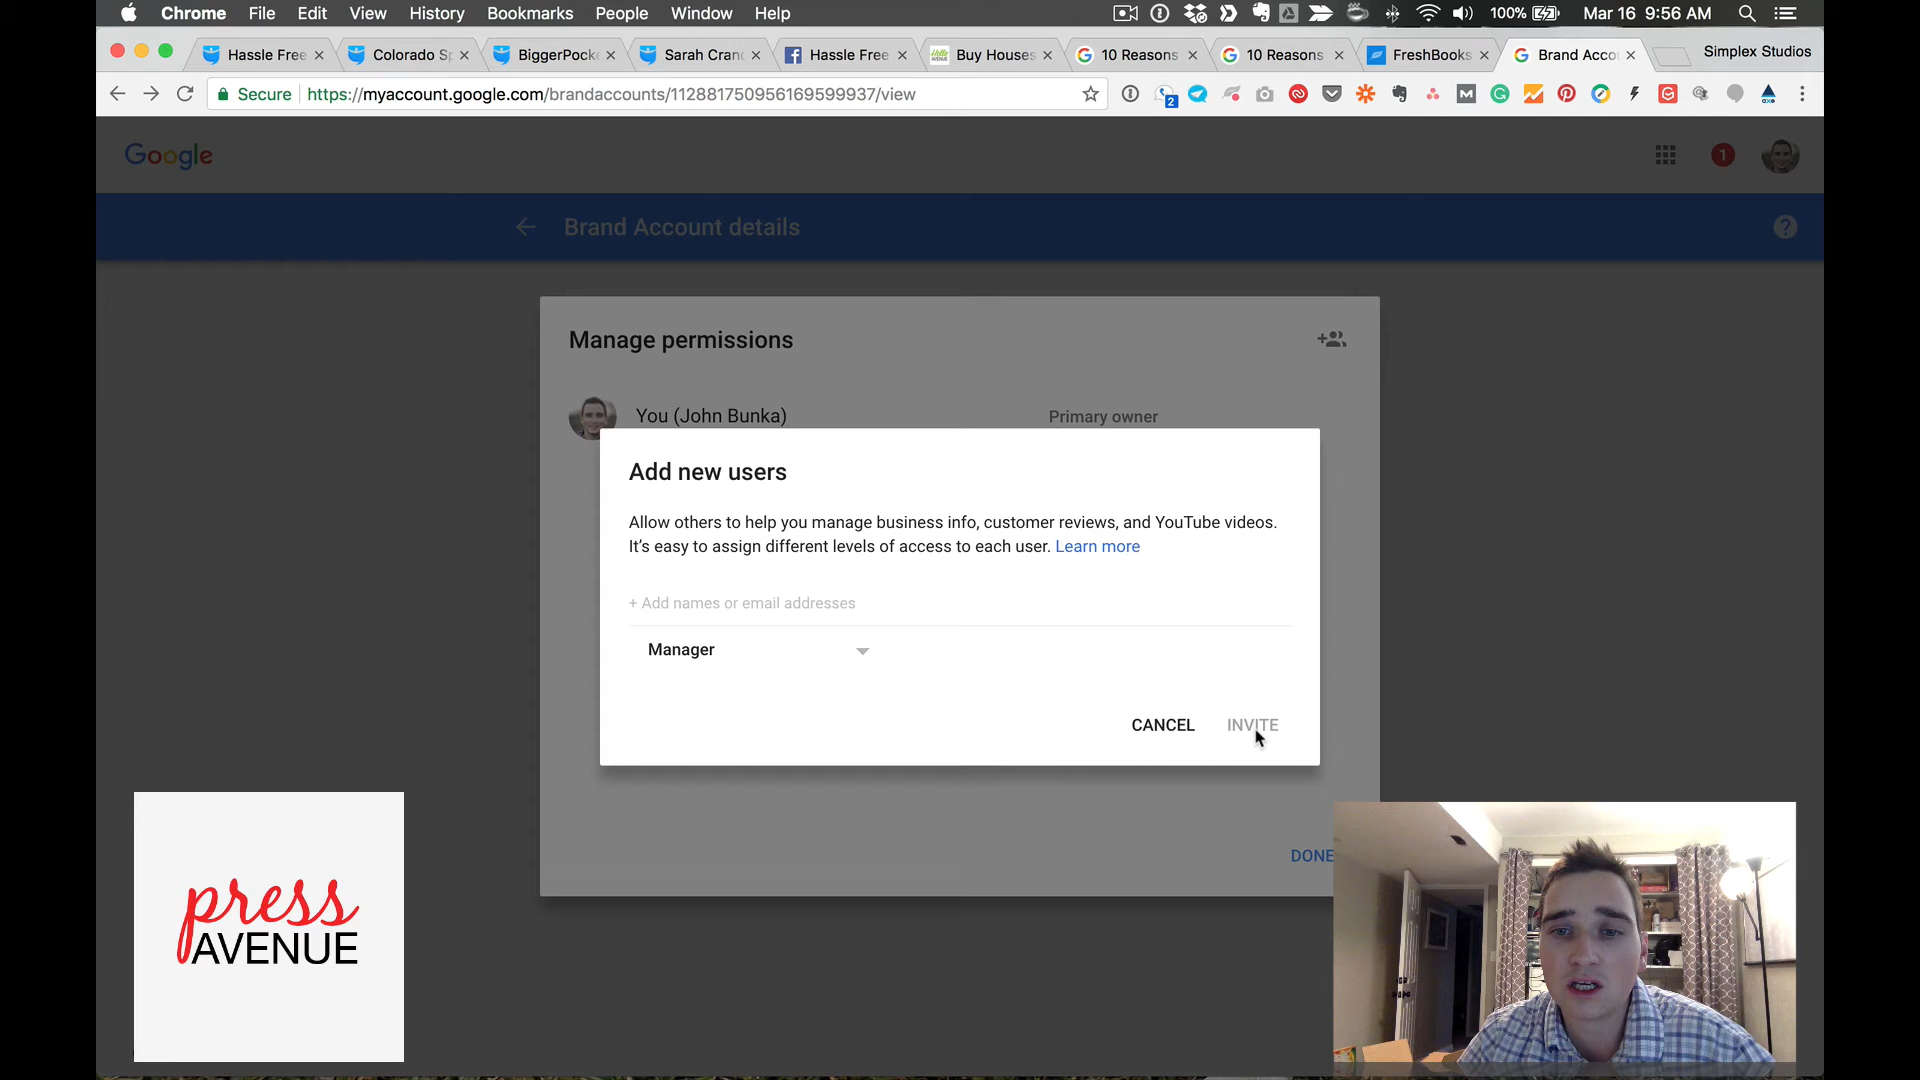 Chrome File Edit View History Bookmarks People Window Help 100% Mar 16 9:56 AM
Hassle Free Colorado Sp BiggerPocke Sarah Cran Hassle Free Buy Houses 10 Reasons 10 Reasons FreshBooks Brand Acco Simplex Studios
Secure https://myaccount.google.com/brandaccounts/112881750956169599937/view 2
Google 1
Brand Account details
Manage permissions
You (John Bunka) Primary owner
Add new users
Allow others to help you manage business info, customer reviews, and YouTube videos.
It's easy to assign different levels of access to each user. Learn more
+ Add names or email addresses
Manager
CANCEL INVITE
DONE
press
AVENUE